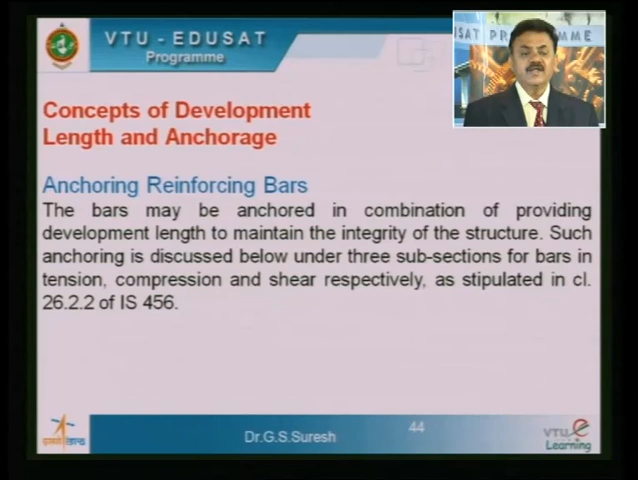 VTU - EDUSAT
Programme
SAT PR MME
Concepts of Development
Length and Anchorage
Anchoring Reinforcing Bars
The bars may be anchored in combination of providing
development length to maintain the integrity of the structure. Such
anchoring is discussed below under three sub-sections for bars in
tension, compression and shear respectively, as stipulated in cl.
26.2.2 of IS 456.
Dr.G.S.Suresh
44
VTU e
Learning